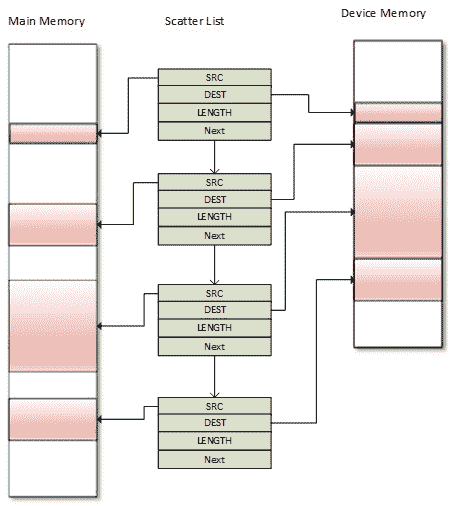 Main Memory
Scatter List
Device Memory
SRC
DEST
LENGTH
Next
SRC
DEST
LENGTH
Next
SRC
DEST
LENGTH
Next
SRC
DEST
LENGTH
Next